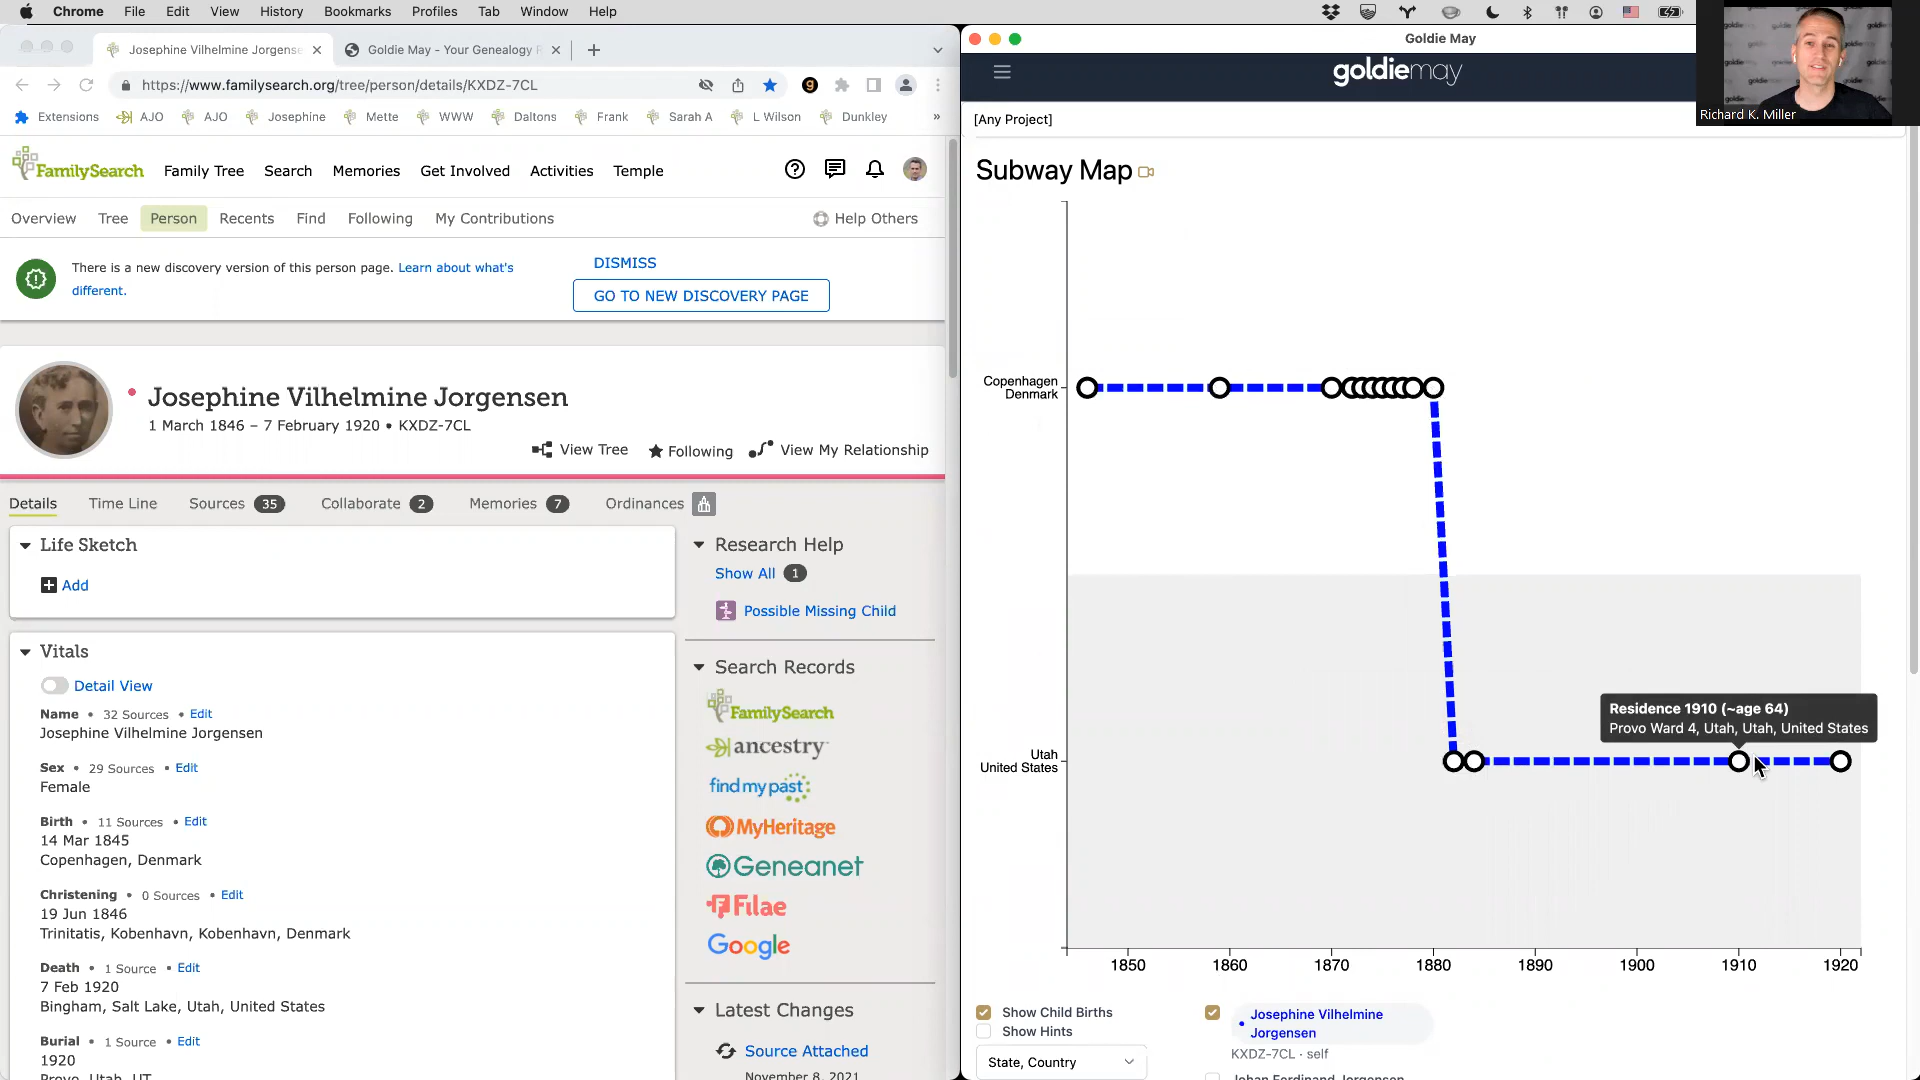 Chrome File Edit View History Bookmarks Profiles Tab Window Help
Josephine Vilhelmine Jorgense
Goldie May - Your Genealogy
https://www.familysearch.org/tree/person/details/KXDZ-7CL
Extensions AJO AJO Josephine Mette WWW Daltons Frank Sarah A L Wilson Dunkley »
FamilySearch Family Tree Search Memories Get Involved Activities Temple
Overview Tree Person Recents Find Following My Contributions Help Others
There is a new discovery version of this person page. Learn about what's
different.
DISMISS
GO TO NEW DISCOVERY PAGE
Josephine Vilhelmine Jorgensen
1 March 1846 – 7 February 1920 • KXDZ-7CL
View Tree Following View My Relationship
Details Time Line Sources 35 Collaborate 2 Memories 7 Ordinances
Life Sketch
Add
Vitals
Detail View
Name • 32 Sources • Edit
Josephine Vilhelmine Jorgensen
Sex • 29 Sources • Edit
Female
Birth • 11 Sources • Edit
14 Mar 1845
Copenhagen, Denmark
Christening • 0 Sources • Edit
19 Jun 1846
Trinitatis, Kobenhavn, Kobenhavn, Denmark
Death • 1 Source • Edit
7 Feb 1920
Bingham, Salt Lake, Utah, United States
Burial • 1 Source • Edit
1920
Provo, Utah, UT
Research Help
Show All 1
Possible Missing Child
Search Records
FamilySearch
ancestry
find my past
MyHeritage
Geneanet
Filae
Google
Latest Changes
Source Attached
November 8, 2021
Goldie May
goldiemay
Richard K. Miller
[Any Project]
Subway Map
Copenhagen
Denmark
Residence 1910 (~age 64)
Provo Ward 4, Utah, Utah, United States
Utah
United States
1850 1860 1870 1880 1890 1900 1910 1920
Show Child Births
Show Hints
State, Country
Josephine Vilhelmine
Jorgensen
KXDZ-7CL · self
Johan Ferdinand Jorgensen